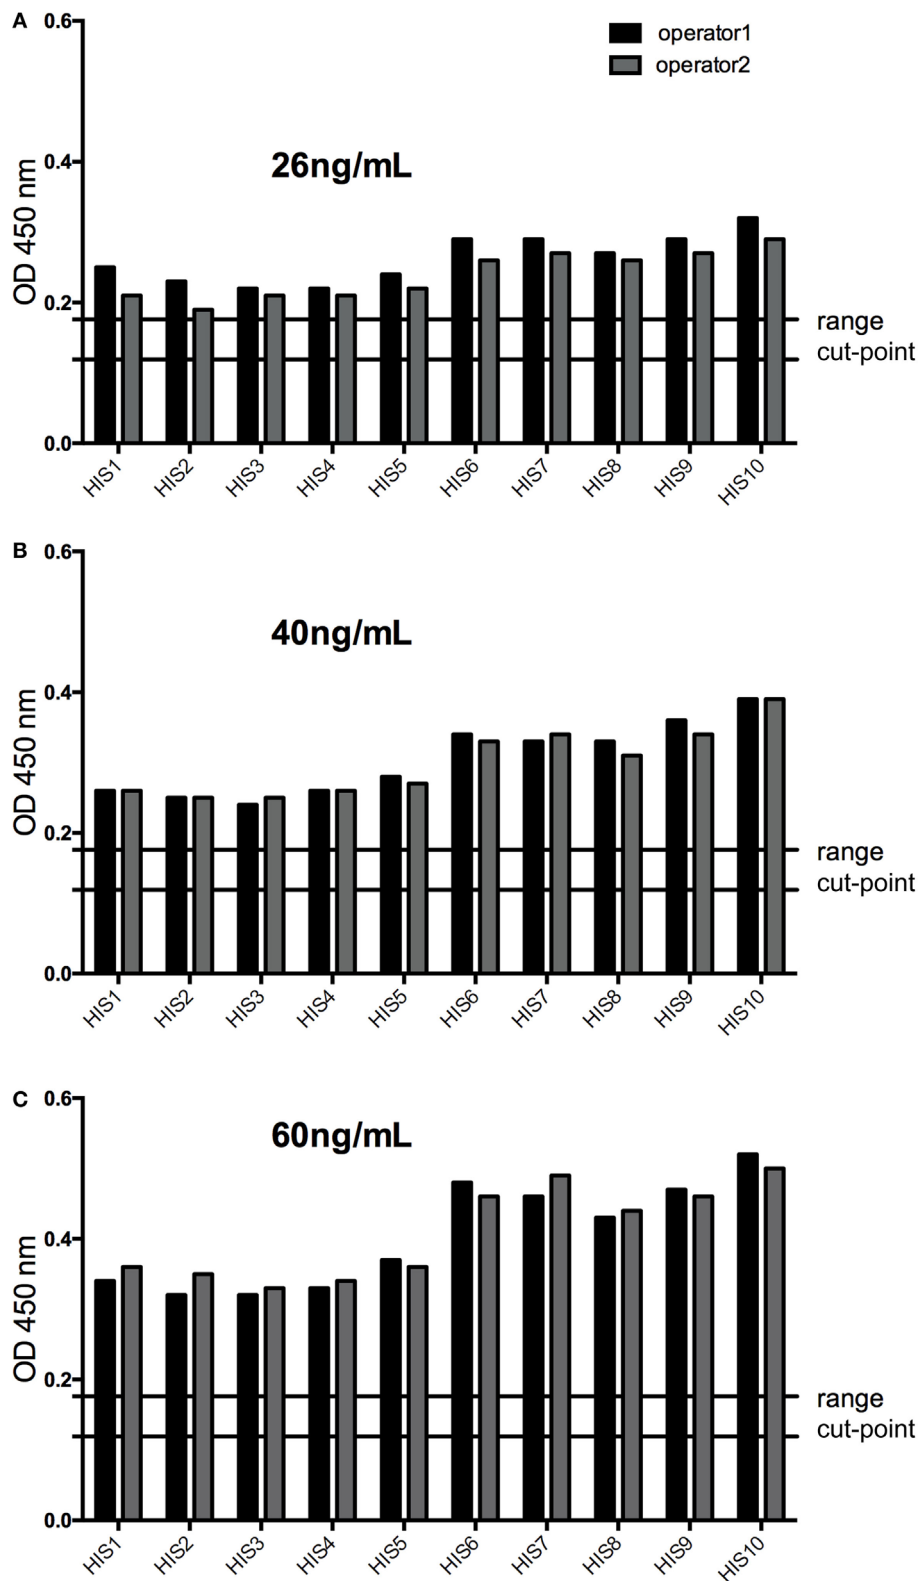 A
0.6
operator1
operator2
26ng/mL
0.4
OD 450 nm
0.2
range
cut-point
0.0
HIS1 HIS2 HIS3 HIS4 HIS5 HIS6 HIS7 HIS8 HIS9 HIS10
B
0.6
40ng/mL
0.4
OD 450 nm
0.2
range
cut-point
0.0
HIS1 HIS2 HIS3 HIS4 HIS5 HIS6 HIS7 HIS8 HIS9 HIS10
C
0.6
60ng/mL
0.4
OD 450 nm
0.2
range
cut-point
0.0
HIS1 HIS2 HIS3 HIS4 HIS5 HIS6 HIS7 HIS8 HIS9 HIS10